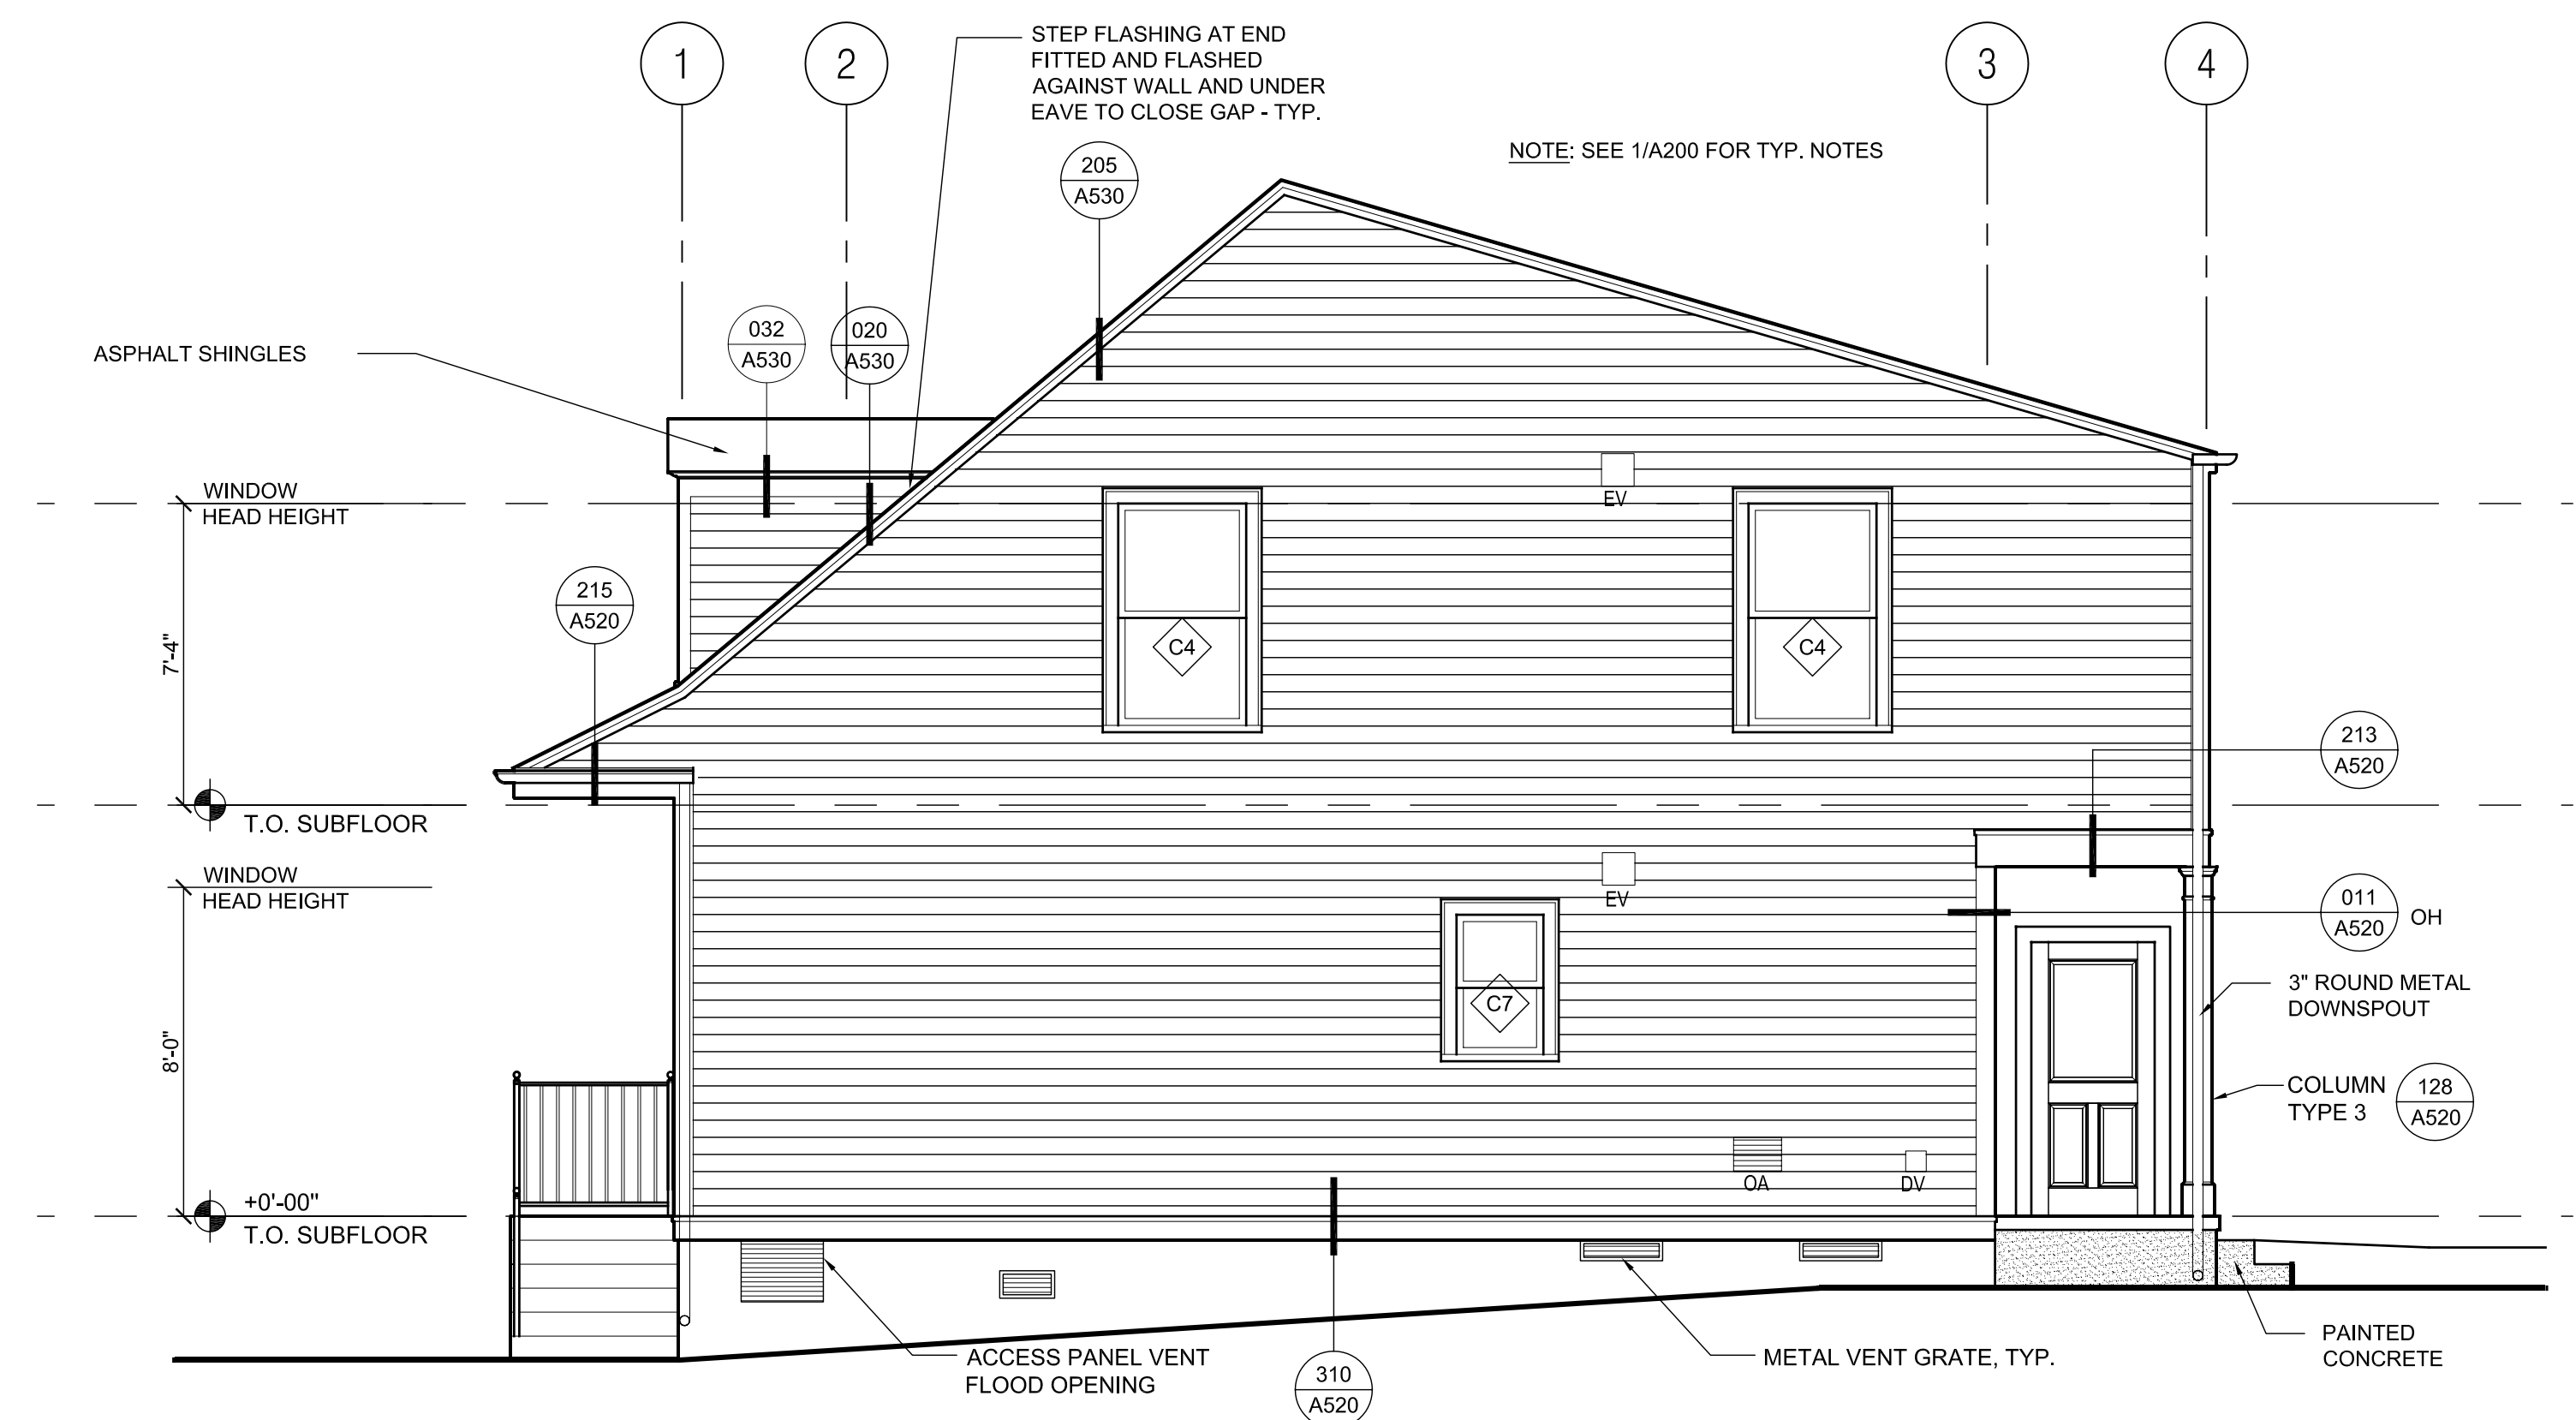 1
2
STEP FLASHING AT END
FITTED AND FLASHED
AGAINST WALL AND UNDER
EAVE TO CLOSE GAP - TYP.
3
4
NOTE: SEE 1/A200 FOR TYP. NOTES
205
A530
032
A530
020
A530
ASPHALT SHINGLES
WINDOW
HEAD HEIGHT
EV
7'-4"
215
A520
C4
C4
213
A520
T.O. SUBFLOOR
WINDOW
HEAD HEIGHT
EV
011
A520
OH
C7
3" ROUND METAL
DOWNSPOUT
8'-0"
COLUMN
TYPE 3
128
A520
OA
DV
+0'-00"
T.O. SUBFLOOR
ACCESS PANEL VENT
FLOOD OPENING
310
A520
METAL VENT GRATE, TYP.
PAINTED
CONCRETE